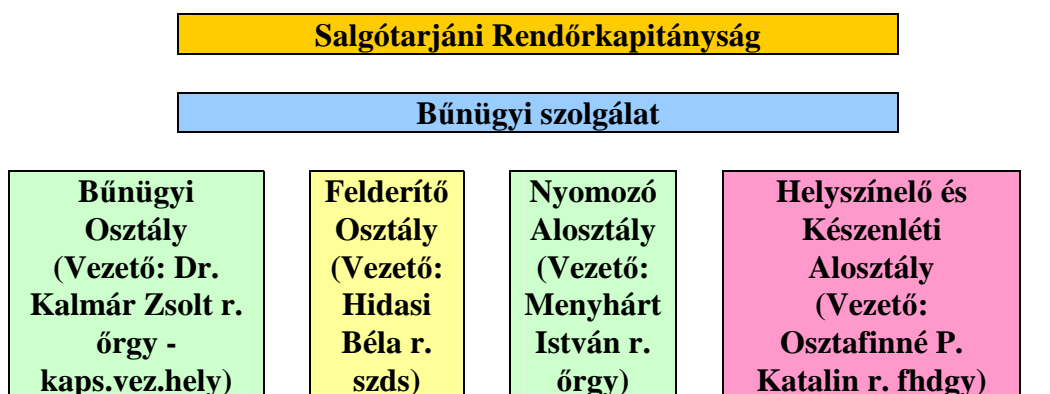 Salgótarjáni Rendőrkapitányság
Bűnügyi szolgálat
Bűnügyi
Osztály
(Vezető: Dr.
Kalmár Zsolt r.
őrgy -
kaps.vez.hely)
Felderítő
Osztály
(Vezető:
Hidasi
Béla r.
szds)
Nyomozó
Alosztály
(Vezető:
Menyhárt
István r.
őrgy)
Helyszínelő és
Készenléti
Alosztály
(Vezető:
Osztafinné P.
Katalin r. fhdgy)